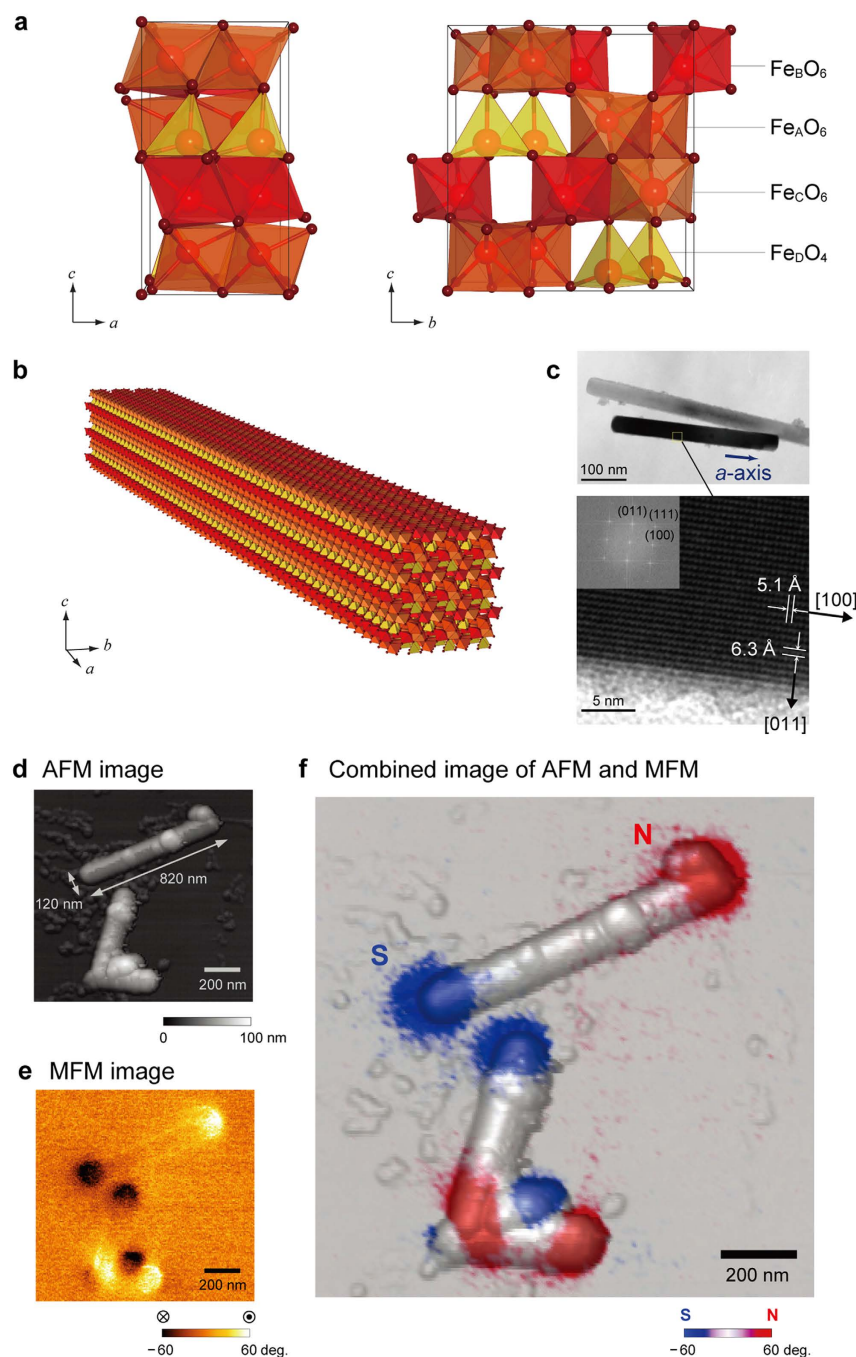 a
Fe_BO_6
Fe_AO_6
Fe_CO_6
Fe_DO_4
c
a
c
b
b
c
b
a
c
100 nm
a-axis
(011)
(111)
(100)
5.1 Å
[100]
6.3 Å
5 nm
[011]
d AFM image
820 nm
120 nm
200 nm
0 100 nm
e MFM image
200 nm
−60 60 deg.
f Combined image of AFM and MFM
N
S
200 nm
S N
−60 60 deg.